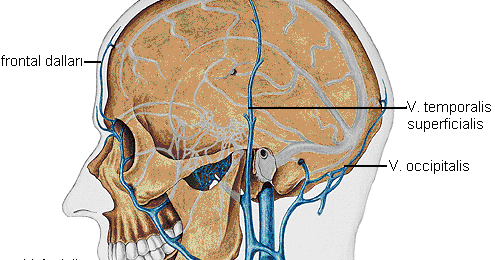 frontal dalları
V. temporalis
superficialis
V. occipitalis